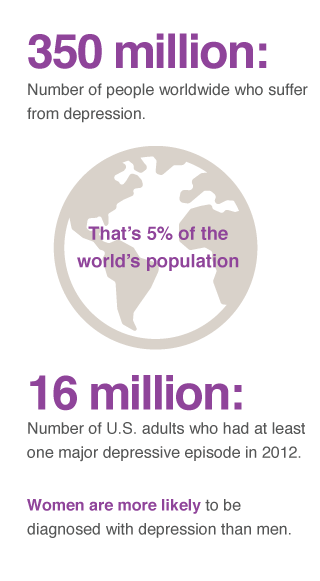 350 million:
Number of people worldwide who suffer
from depression.
That’s 5% of the
world’s population
16 million:
Number of U.S. adults who had at least
one major depressive episode in 2012.
Women are more likely to be
diagnosed with depression than men.